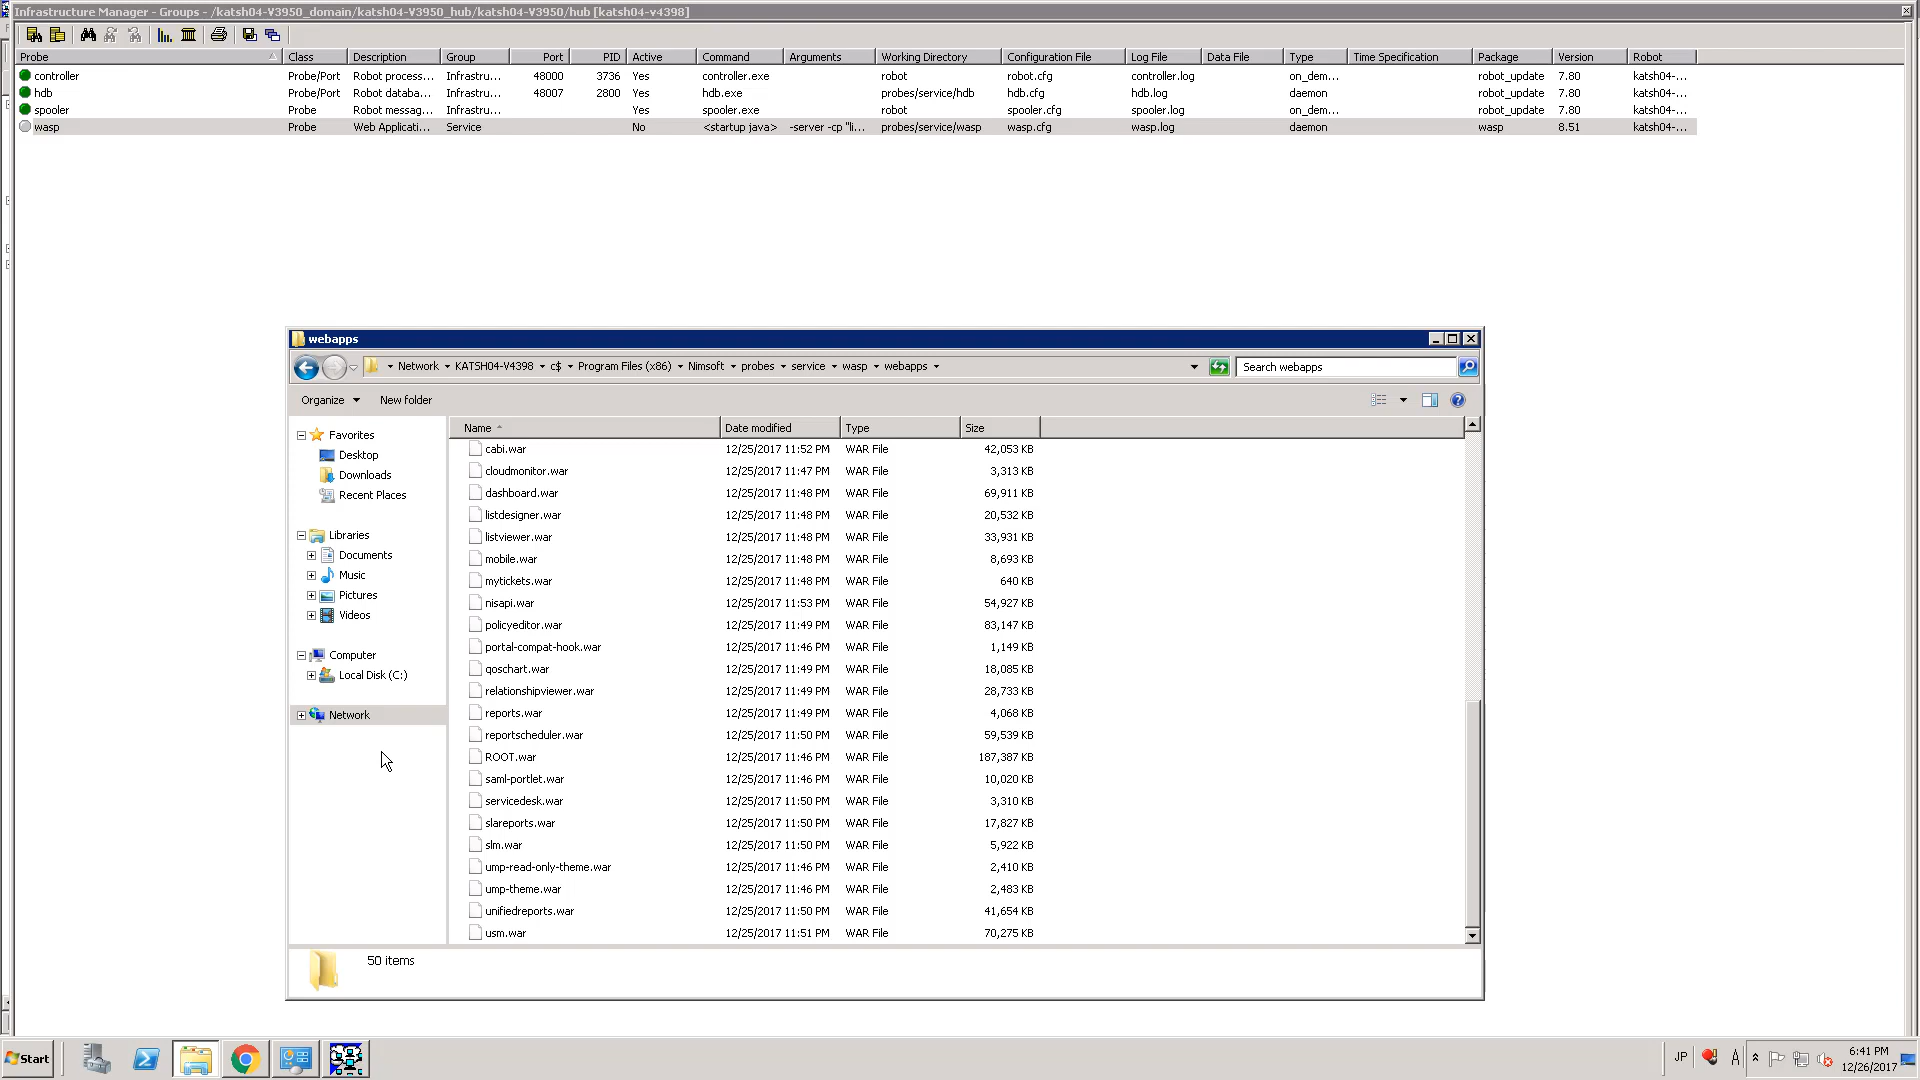 Infrastructure Manager - Groups - /katsh04-V3950_domain/katsh04-V3950_hub/katsh04-V3950/hub [katsh04-v4398]
Probe Class Description Group Port PID Active Command Arguments Working Directory Configuration File Log File Data File Type Time Specification Package Version Robot
controller Probe/Port Robot process... Infrastru... 48000 3736 Yes controller.exe robot robot.cfg controller.log on_dem... robot_update 7.80 katsh04-...
hdb Probe/Port Robot databa... Infrastru... 48007 2800 Yes hdb.exe probes/service/hdb hdb.cfg hdb.log daemon robot_update 7.80 katsh04-...
spooler Probe Robot messag... Infrastru... Yes spooler.exe robot spooler.cfg spooler.log on_dem... robot_update 7.80 katsh04-...
wasp Probe Web Applicati... Service No <startup java> -server -cp "li... probes/service/wasp wasp.cfg wasp.log daemon wasp 8.51 katsh04-...
webapps
Network KATSH04-V4398 c$ Program Files (x86) Nimsoft probes service wasp webapps Search webapps
Organize New folder
Favorites
Desktop
Downloads
Recent Places
Libraries
Documents
Music
Pictures
Videos
Computer
Local Disk (C:)
Network
Name Date modified Type Size
cabi.war 12/25/2017 11:52 PM WAR File 42,053 KB
cloudmonitor.war 12/25/2017 11:47 PM WAR File 3,313 KB
dashboard.war 12/25/2017 11:48 PM WAR File 69,911 KB
listdesigner.war 12/25/2017 11:48 PM WAR File 20,532 KB
listviewer.war 12/25/2017 11:48 PM WAR File 33,931 KB
mobile.war 12/25/2017 11:48 PM WAR File 8,693 KB
mytickets.war 12/25/2017 11:48 PM WAR File 640 KB
nisapi.war 12/25/2017 11:53 PM WAR File 54,927 KB
policyeditor.war 12/25/2017 11:49 PM WAR File 83,147 KB
portal-compat-hook.war 12/25/2017 11:46 PM WAR File 1,149 KB
qoschart.war 12/25/2017 11:49 PM WAR File 18,085 KB
relationshipviewer.war 12/25/2017 11:49 PM WAR File 28,733 KB
reports.war 12/25/2017 11:49 PM WAR File 4,068 KB
reportscheduler.war 12/25/2017 11:50 PM WAR File 59,539 KB
ROOT.war 12/25/2017 11:46 PM WAR File 187,387 KB
saml-portlet.war 12/25/2017 11:46 PM WAR File 10,020 KB
servicedesk.war 12/25/2017 11:50 PM WAR File 3,310 KB
slareports.war 12/25/2017 11:50 PM WAR File 17,827 KB
slm.war 12/25/2017 11:50 PM WAR File 5,922 KB
ump-read-only-theme.war 12/25/2017 11:46 PM WAR File 2,410 KB
ump-theme.war 12/25/2017 11:46 PM WAR File 2,483 KB
unifiedreports.war 12/25/2017 11:50 PM WAR File 41,654 KB
usm.war 12/25/2017 11:51 PM WAR File 70,275 KB
50 items
Start JP A 6:41 PM
12/26/2017